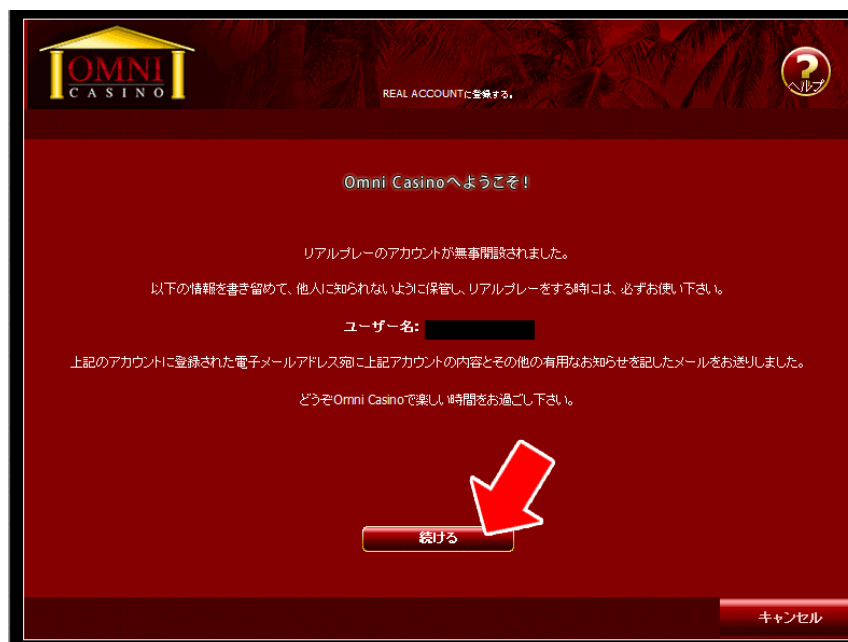 OMNI
CASINO
REAL ACCOUNTに登録する。
ヘルプ
Omni Casinoへようこそ!
リアルプレーのアカウントが無事開設されました。
以下の情報を書き留めて、他人に知られないように保管し、リアルプレーをする時には、必ずお使い下さい。
ユーザー名:
上記のアカウントに登録された電子メールアドレス宛に上記アカウントの内容とその他の有用なお知らせを記したメールをお送りしました。
どうぞOmni Casinoで楽しい時間をお過ごし下さい。
続ける
キャンセル